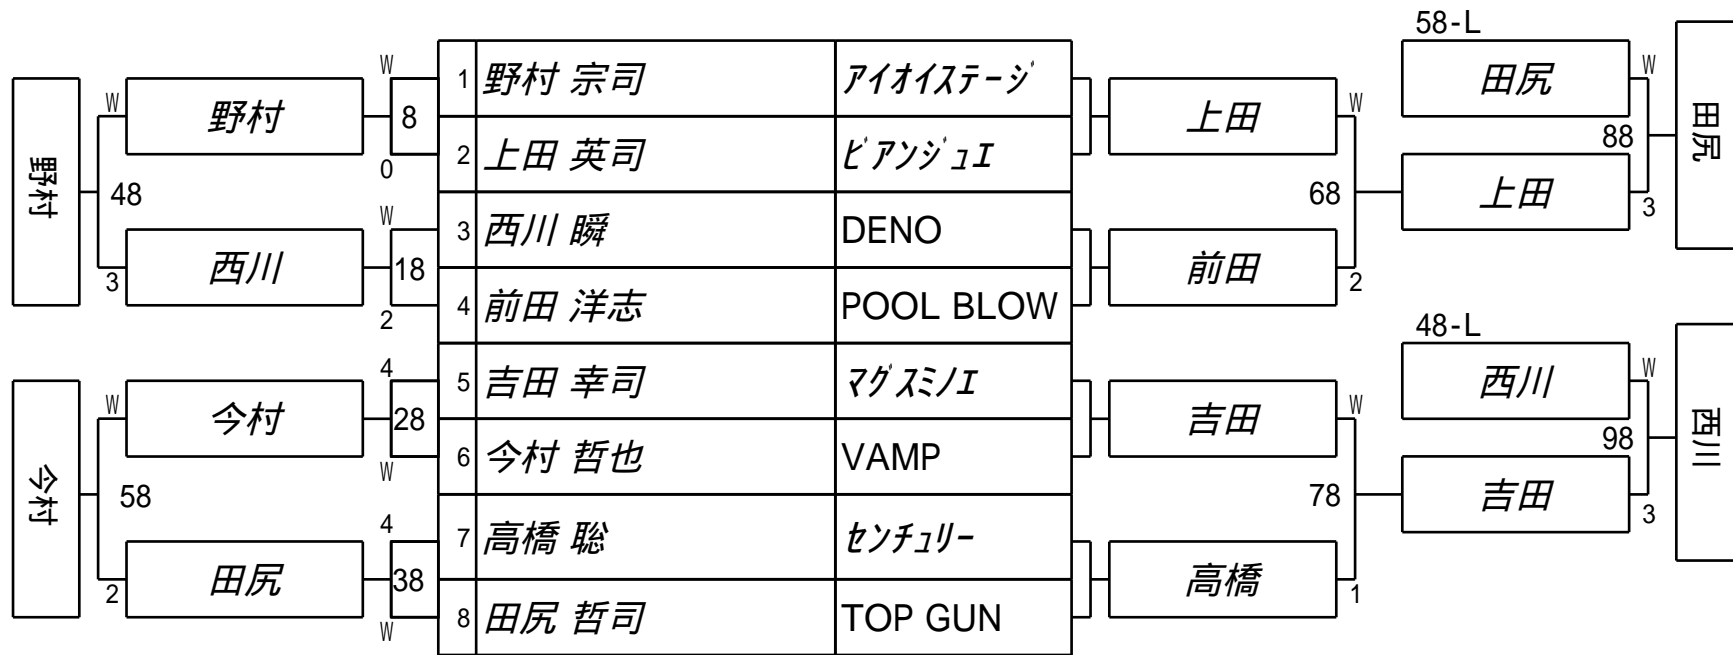 58-L
1 野村 宗司 アイオイステージ
2 上田 英司 ビアンジュエ
3 西川 瞬 DENO
4 前田 洋志 POOL BLOW
5 吉田 幸司 マグスミノエ
6 今村 哲也 VAMP
7 高橋 聡 センチュリー
8 田尻 哲司 TOP GUN
野村
W
48
3
野村
W
8
0
西川
W
18
2
今村
W
58
2
今村
4
28
W
田尻
4
38
W
上田
W
68
前田
2
吉田
W
78
高橋
1
田尻
W
88
上田
3
田尻
48-L
西川
W
98
吉田
3
西川